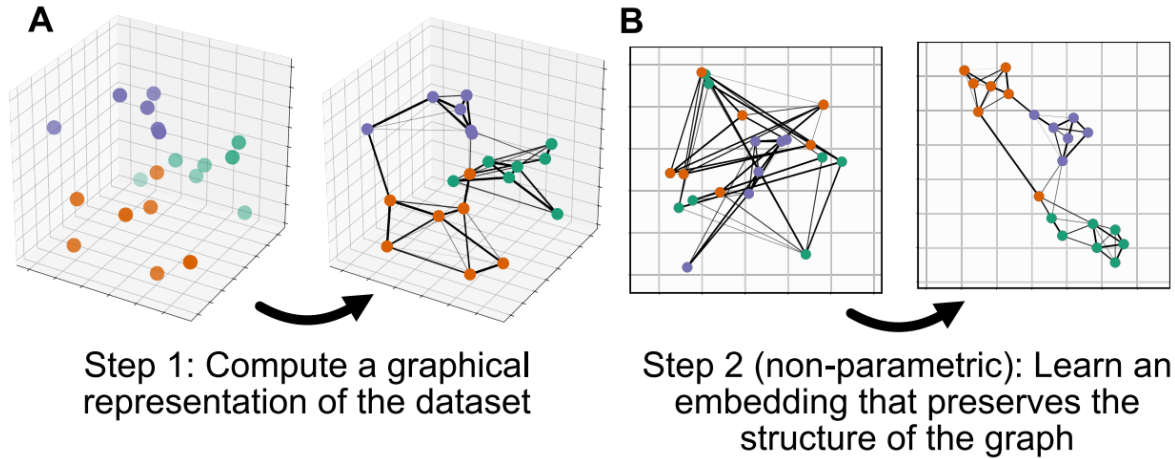 A
B
Step 1: Compute a graphical
representation of the dataset
Step 2 (non-parametric): Learn an
embedding that preserves the
structure of the graph